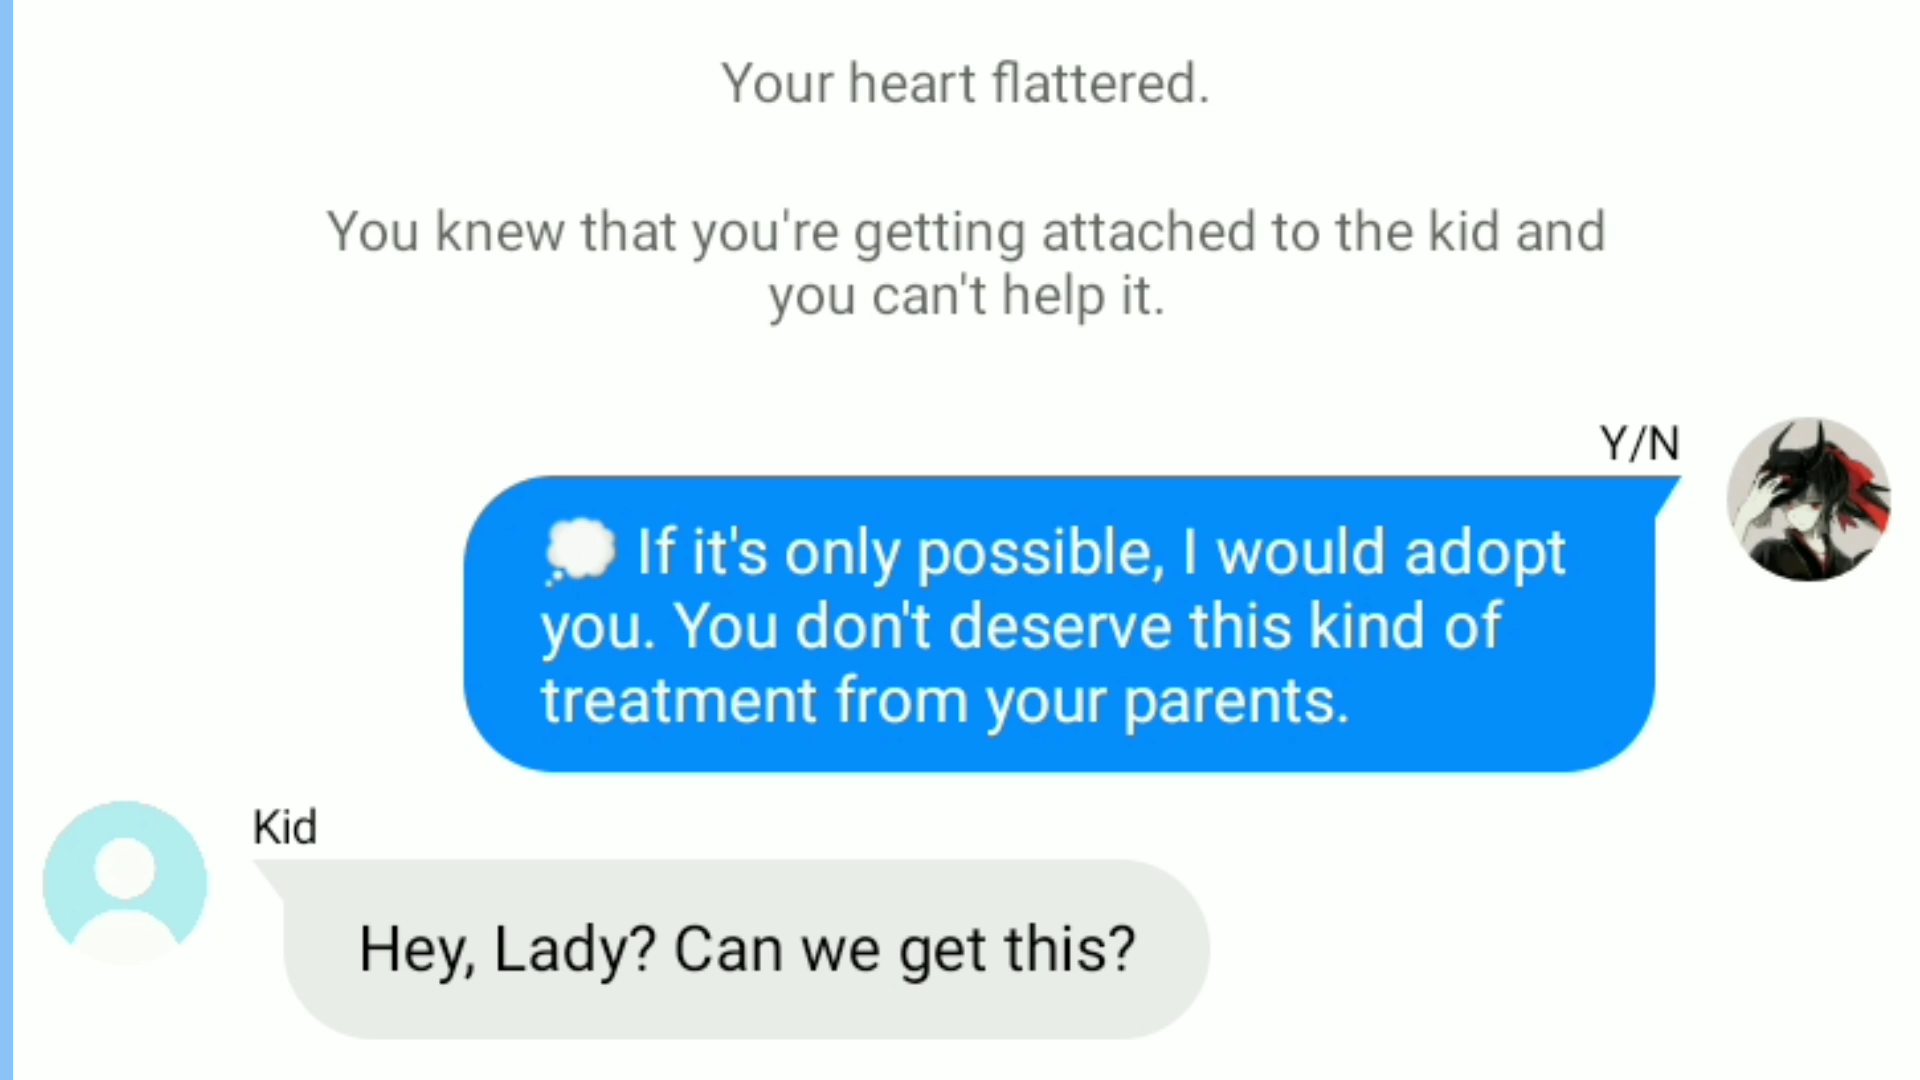 Your heart flattered.
You knew that you're getting attached to the kid and
you can't help it.
Y/N
💭 If it's only possible, I would adopt
you. You don't deserve this kind of
treatment from your parents.
Kid
Hey, Lady? Can we get this?